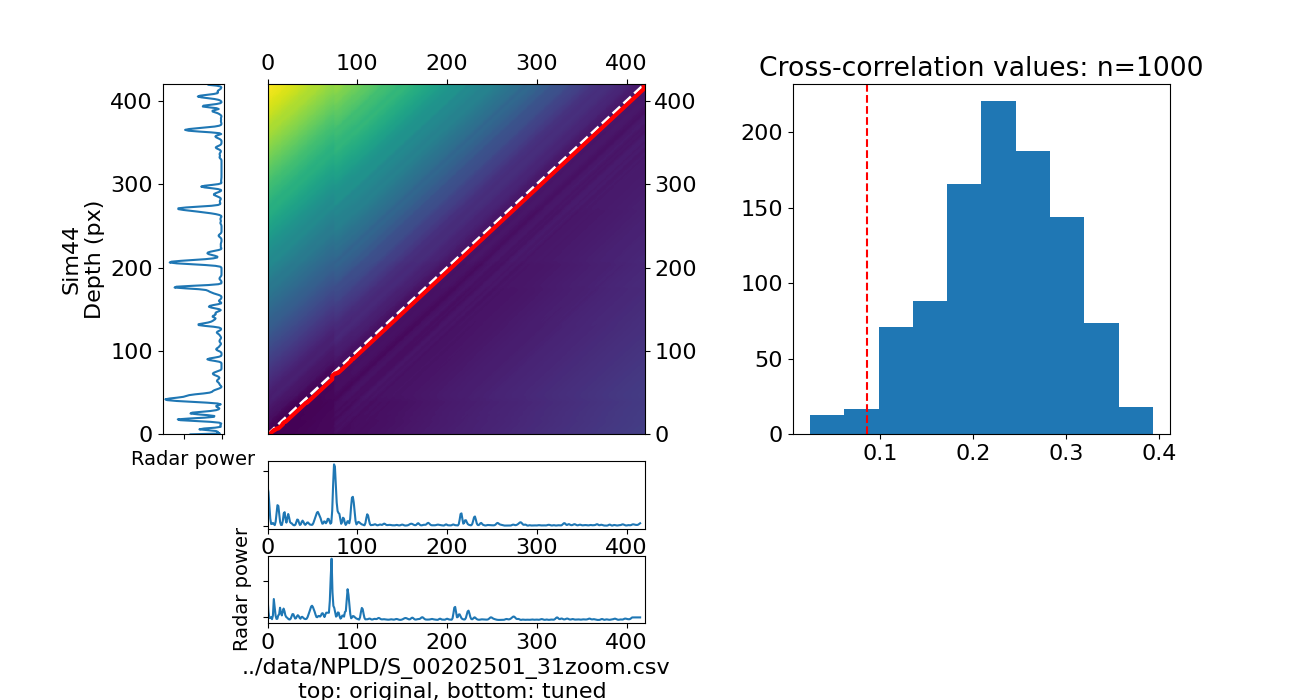 0 100 200 300 400
Cross-correlation values: n=1000
400
300
200
100
0
Sim44
Depth (px)
Radar power
400
300
200
100
0
200
150
100
50
0
0.1 0.2 0.3 0.4
0 100 200 300 400
Radar power
0 100 200 300 400
../data/NPLD/S_00202501_31zoom.csv
top: original, bottom: tuned